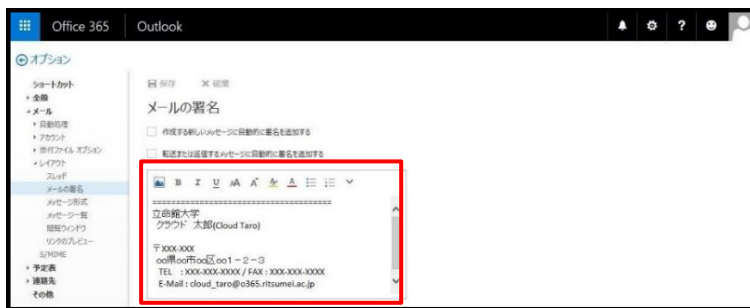 Office 365
Outlook
?
オプション
ショートカット
全般
メール
自動処理
アカウント
添付ファイル オプション
レイアウト
スレッド
メールの署名
メッセージ形式
メッセージ一覧
閲覧ウィンドウ
リンクのプレビュー
S/MIME
予定表
連絡先
その他
保存 × 破棄
メールの署名
作成する新しいメッセージに自動的に署名を追加する
転送または返信するメッセージに自動的に署名を追加する
B I U AA A A A
====================================
立命館大学
クラウド 太郎(Cloud Taro)
〒XXX-XXX
oo県oo市oo区oo1-2-3
TEL : XXX-XXX-XXXX / FAX : XXX-XXX-XXXX
E-Mail : cloud_taro@o365.ritsumei.ac.jp